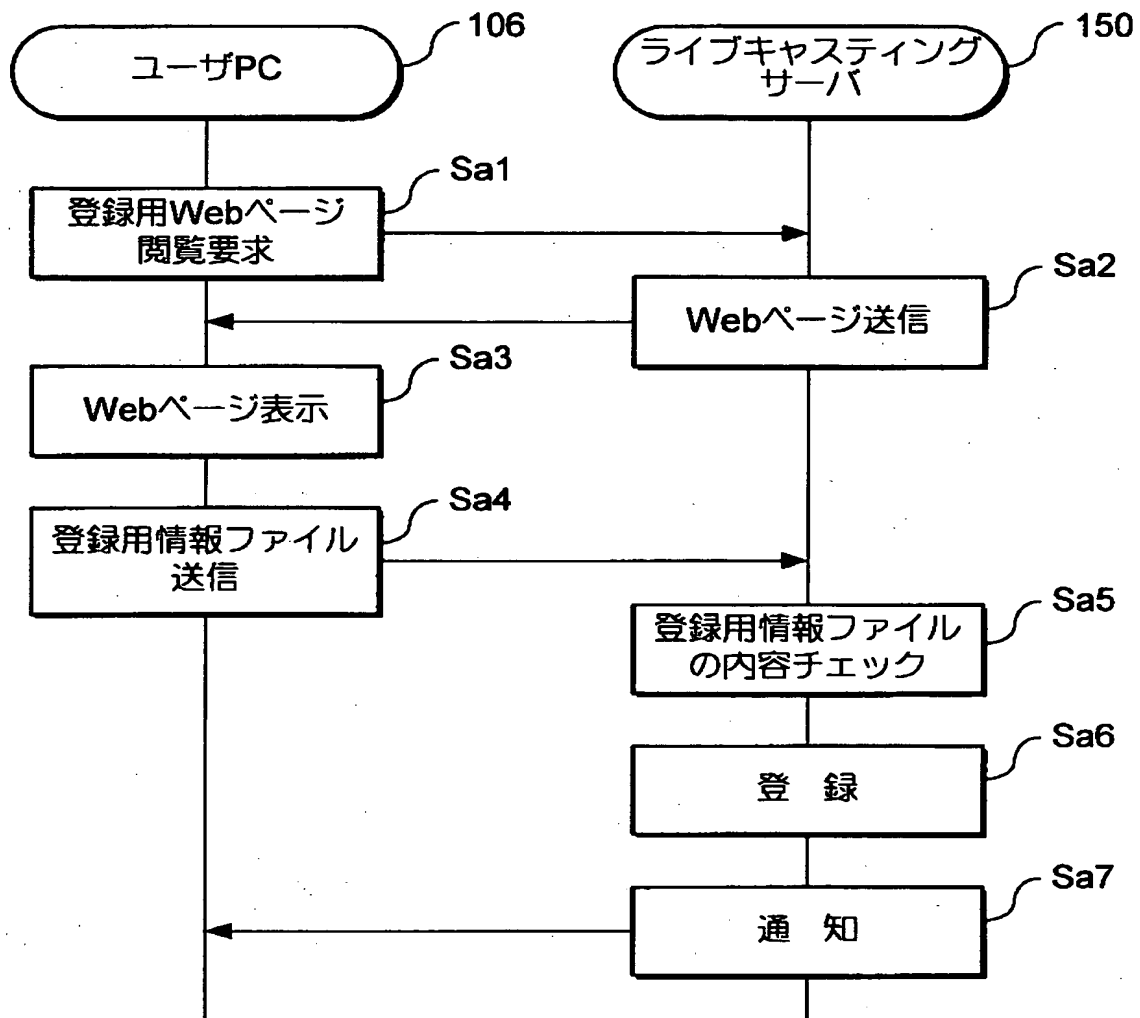 106
ユーザPC
150
ライブキャスティング
サーバ
Sa1
登録用Webページ
閲覧要求
Sa2
Webページ送信
Sa3
Webページ表示
Sa4
登録用情報ファイル
送信
Sa5
登録用情報ファイル
の内容チェック
Sa6
登 録
Sa7
通 知